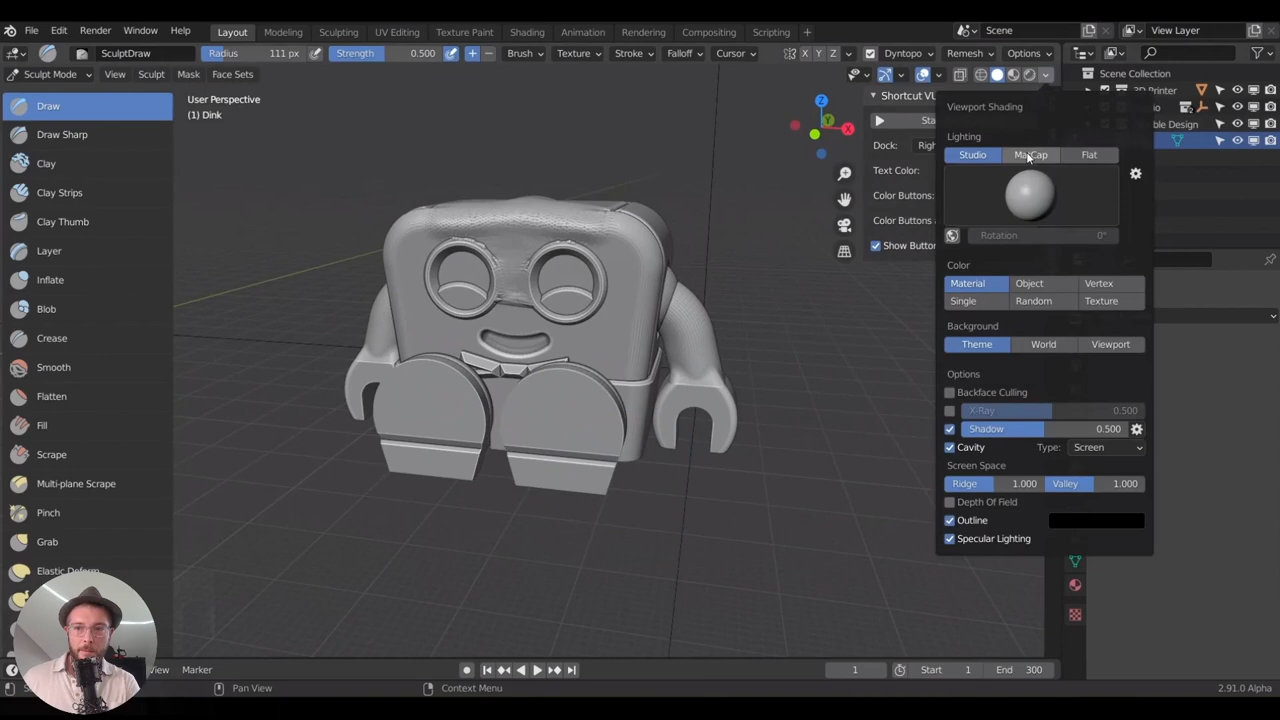 File Edit Render Window Help Layout Modeling Sculpting UV Editing Texture Paint Shading Animation Rendering Compositing Scripting Scene View Layer
SculptDraw Radius 111 px Strength 0.500 Brush Texture Stroke Falloff Cursor X Y Z Dyntopo Remesh Options
Sculpt Mode View Sculpt Mask Face Sets
Scene Collection
3D Printer
User Perspective
(1) Dink
Shortcut VU
Dock:
Text Color:
Color Buttons:
Color Buttons
Show Button
Draw
Draw Sharp
Clay
Clay Strips
Clay Thumb
Layer
Inflate
Blob
Crease
Smooth
Flatten
Fill
Scrape
Multi-plane Scrape
Pinch
Grab
Elastic Deform
Z
Y
X
Viewport Shading
Lighting
Studio MatCap Flat
Rotation 0°
Color
Material Object Vertex
Single Random Texture
Background
Theme World Viewport
Options
Backface Culling
X-Ray 0.500
Shadow 0.500
Cavity Type: Screen
Screen Space
Ridge 1.000 Valley 1.000
Depth Of Field
Outline
Specular Lighting
View Marker 1 Start 1 End 300
Pan View Context Menu 2.91.0 Alpha